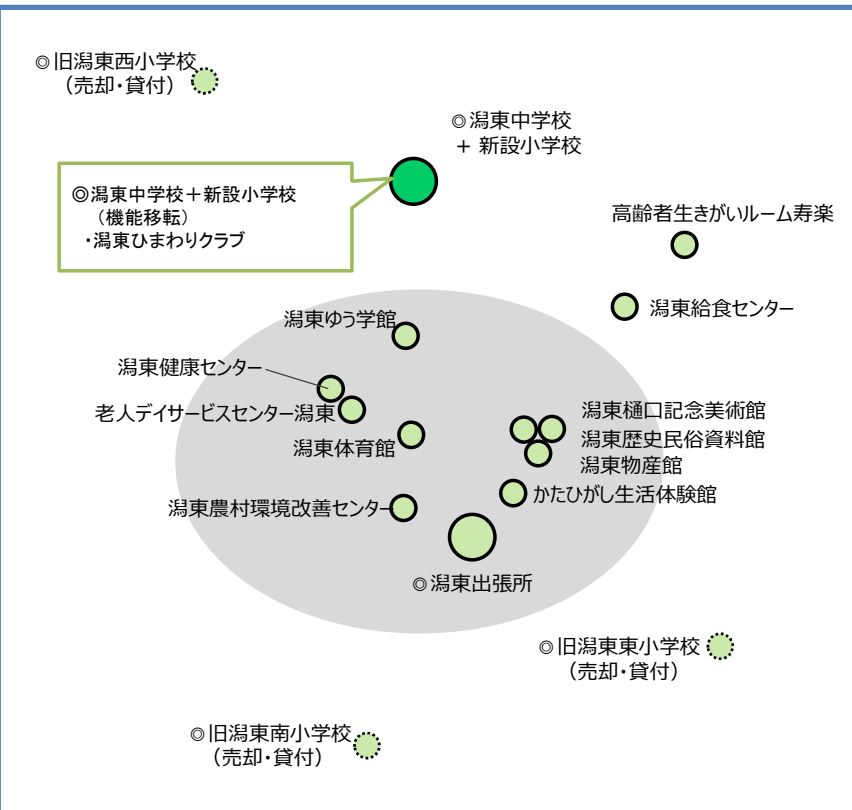 ◎旧潟東西小学校
(売却・貸付)
◎潟東中学校
+ 新設小学校
◎潟東中学校+新設小学校
(機能移転)
・潟東ひまわりクラブ
高齢者生きがいルーム寿楽
潟東給食センター
潟東ゆう学館
潟東健康センター
老人デイサービスセンター潟東
潟東体育館
潟東樋口記念美術館
潟東歴史民俗資料館
潟東物産館
かたひがし生活体験館
潟東農村環境改善センター
◎潟東出張所
◎旧潟東東小学校
(売却・貸付)
◎旧潟東南小学校
(売却・貸付)